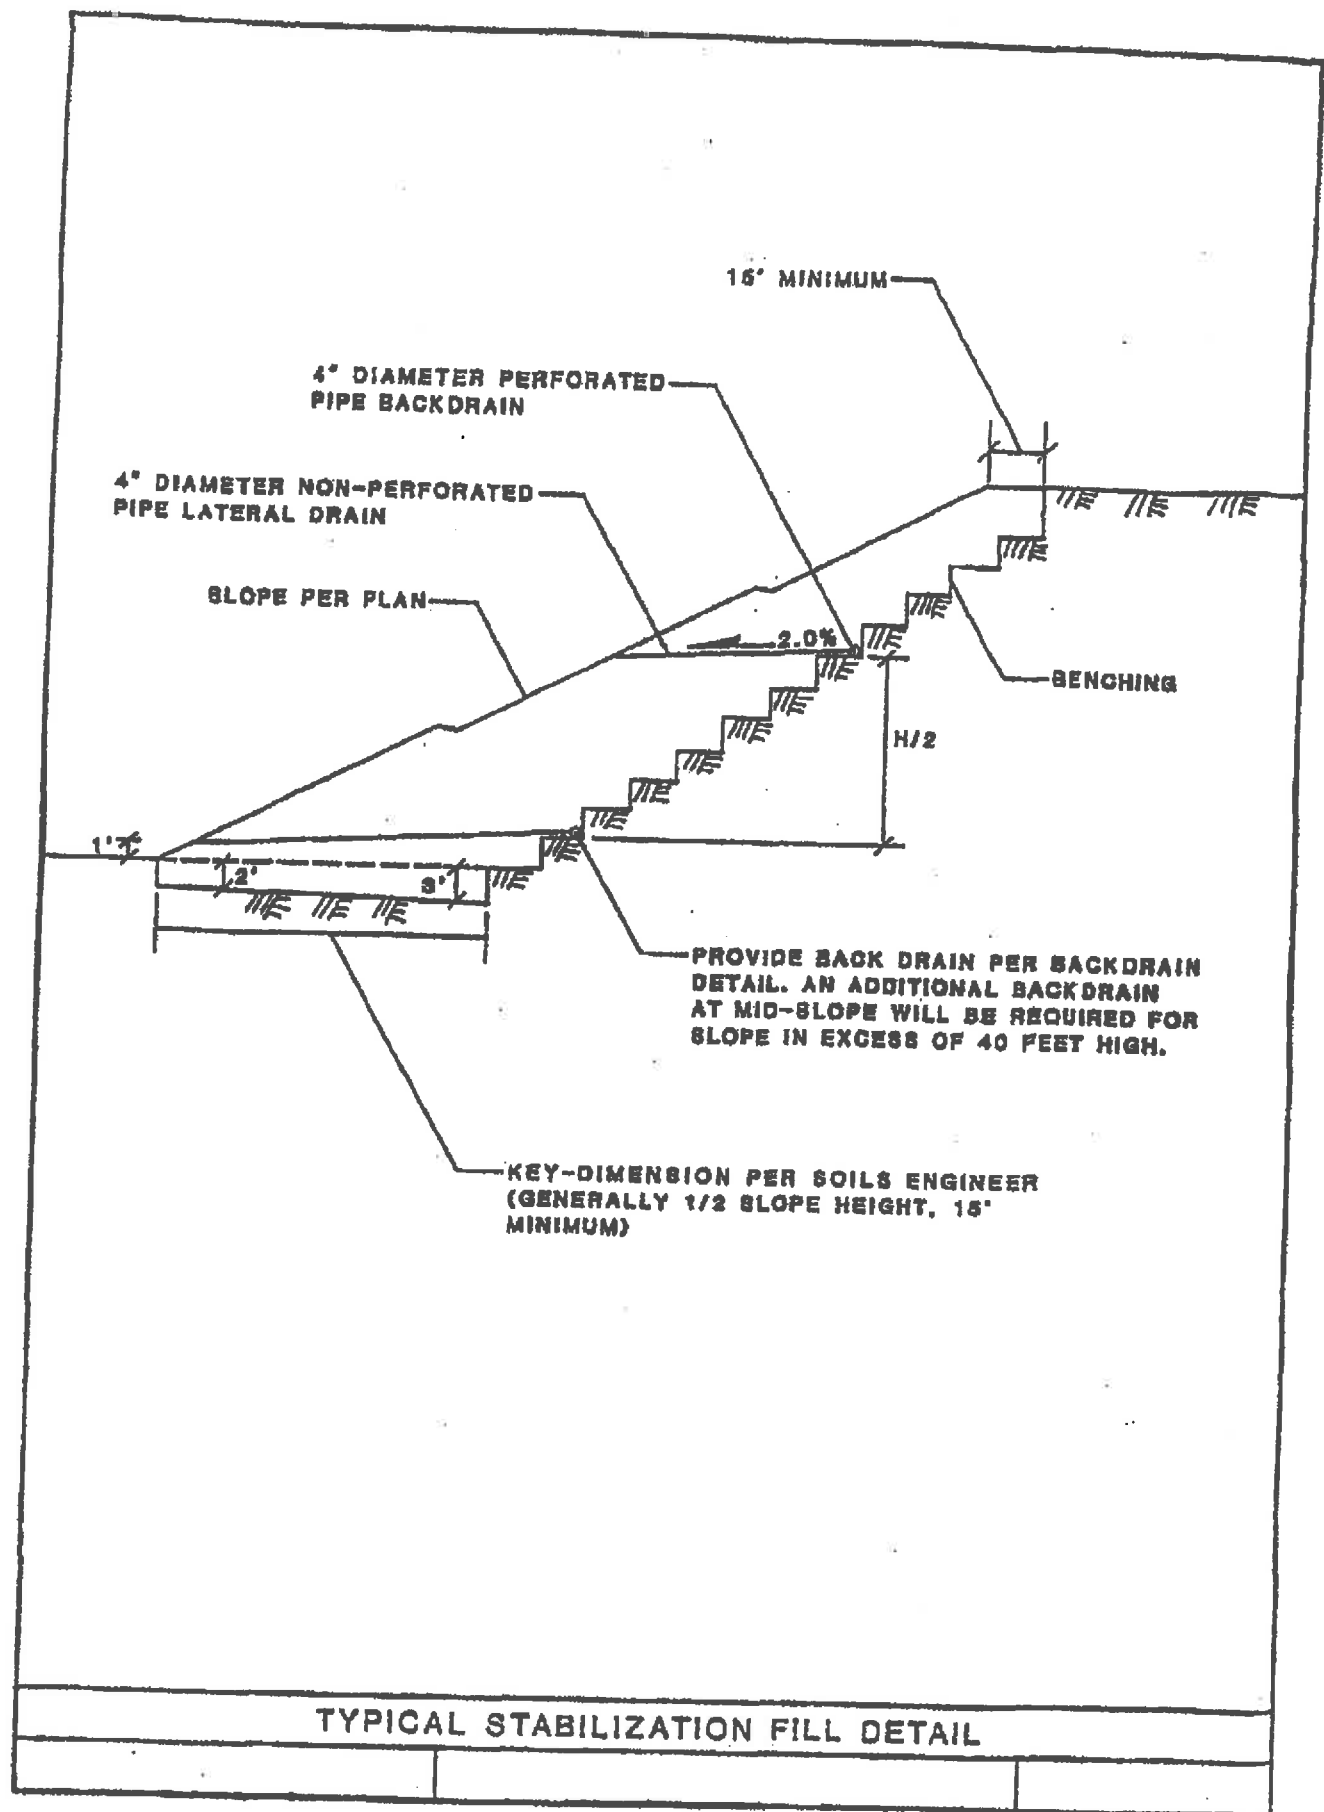 15' MINIMUM
4" DIAMETER PERFORATED
PIPE BACKDRAIN
4" DIAMETER NON-PERFORATED
PIPE LATERAL DRAIN
SLOPE PER PLAN
2.0%
BENCHING
H/2
1'
2'
3'
PROVIDE BACK DRAIN PER BACKDRAIN
DETAIL. AN ADDITIONAL BACKDRAIN
AT MID-SLOPE WILL BE REQUIRED FOR
SLOPE IN EXCESS OF 40 FEET HIGH.
KEY-DIMENSION PER SOILS ENGINEER
(GENERALLY 1/2 SLOPE HEIGHT, 15'
MINIMUM)
TYPICAL STABILIZATION FILL DETAIL